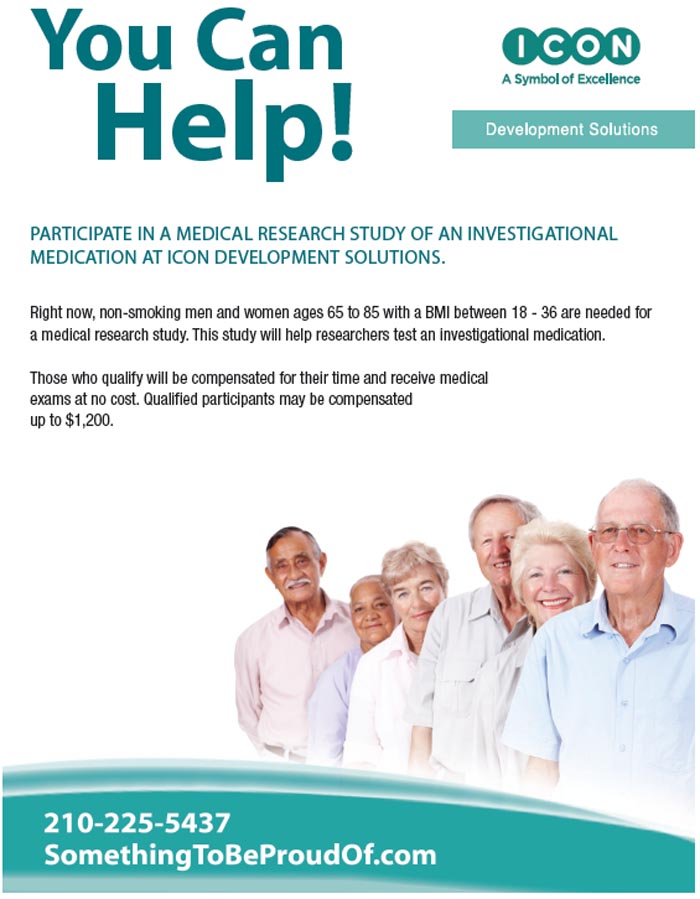 You Can
Help!
ICON
A Symbol of Excellence
Development Solutions
PARTICIPATE IN A MEDICAL RESEARCH STUDY OF AN INVESTIGATIONAL
MEDICATION AT ICON DEVELOPMENT SOLUTIONS.
Right now, non-smoking men and women ages 65 to 85 with a BMI between 18 - 36 are needed for
a medical research study. This study will help researchers test an investigational medication.
Those who qualify will be compensated for their time and receive medical
exams at no cost. Qualified participants may be compensated
up to $1,200.
210-225-5437
SomethingToBeProudOf.com